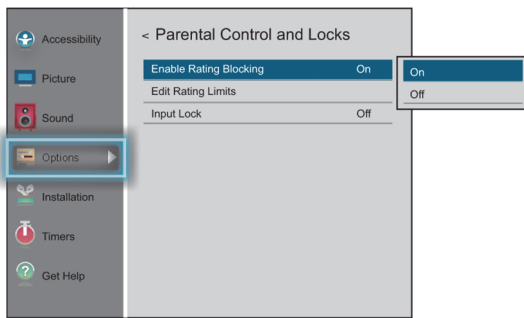 Accessibility
Picture
Sound
Options
Installation
Timers
Get Help
< Parental Control and Locks
Enable Rating Blocking On
Edit Rating Limits
Input Lock Off
On
Off